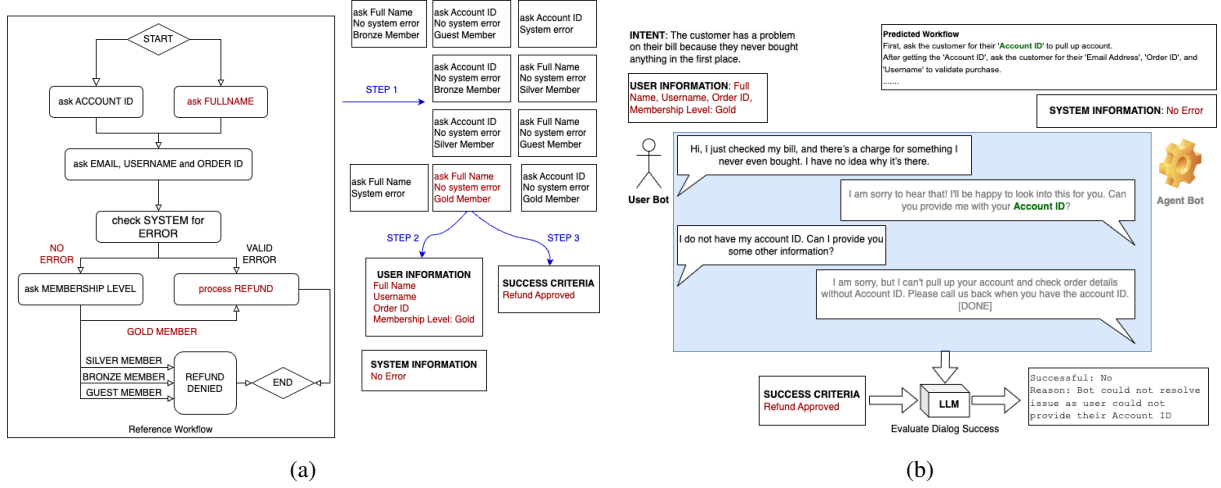 START
ask ACCOUNT ID
ask FULLNAME
ask EMAIL, USERNAME and ORDER ID
check SYSTEM for
ERROR
NO
ERROR
VALID
ERROR
ask MEMBERSHIP LEVEL
process REFUND
GOLD MEMBER
SILVER MEMBER
BRONZE MEMBER
GUEST MEMBER
REFUND
DENIED
END
Reference Workflow
STEP 1
ask Full Name
No system error
Bronze Member
ask Account ID
No system error
Guest Member
ask Account ID
System error
ask Account ID
No system error
Bronze Member
ask Full Name
No system error
Silver Member
ask Account ID
No system error
Silver Member
ask Full Name
No system error
Guest Member
ask Full Name
System error
ask Full Name
No system error
Gold Member
ask Account ID
No system error
Gold Member
STEP 2
STEP 3
USER INFORMATION
Full Name
Username
Order ID
Membership Level: Gold
SUCCESS CRITERIA
Refund Approved
SYSTEM INFORMATION
No Error
(a)
INTENT: The customer has a problem
on their bill because they never bought
anything in the first place.
USER INFORMATION: Full
Name, Username, Order ID,
Membership Level: Gold
Predicted Workflow
First, ask the customer for their 'Account ID' to pull up account.
After getting the 'Account ID', ask the customer for their 'Email Address', 'Order ID', and
'Username' to validate purchase.
.......
SYSTEM INFORMATION: No Error
User Bot
Agent Bot
Hi, I just checked my bill, and there's a charge for something I
never even bought. I have no idea why it's there.
I am sorry to hear that! I'll be happy to look into this for you. Can
you provide me with your Account ID?
I do not have my account ID. Can I provide you
some other information?
I am sorry, but I can't pull up your account and check order details
without Account ID. Please call us back when you have the account ID.
[DONE]
SUCCESS CRITERIA
Refund Approved
LLM
Evaluate Dialog Success
Successful: No
Reason: Bot could not resolve
issue as user could not
provide their Account ID
(b)